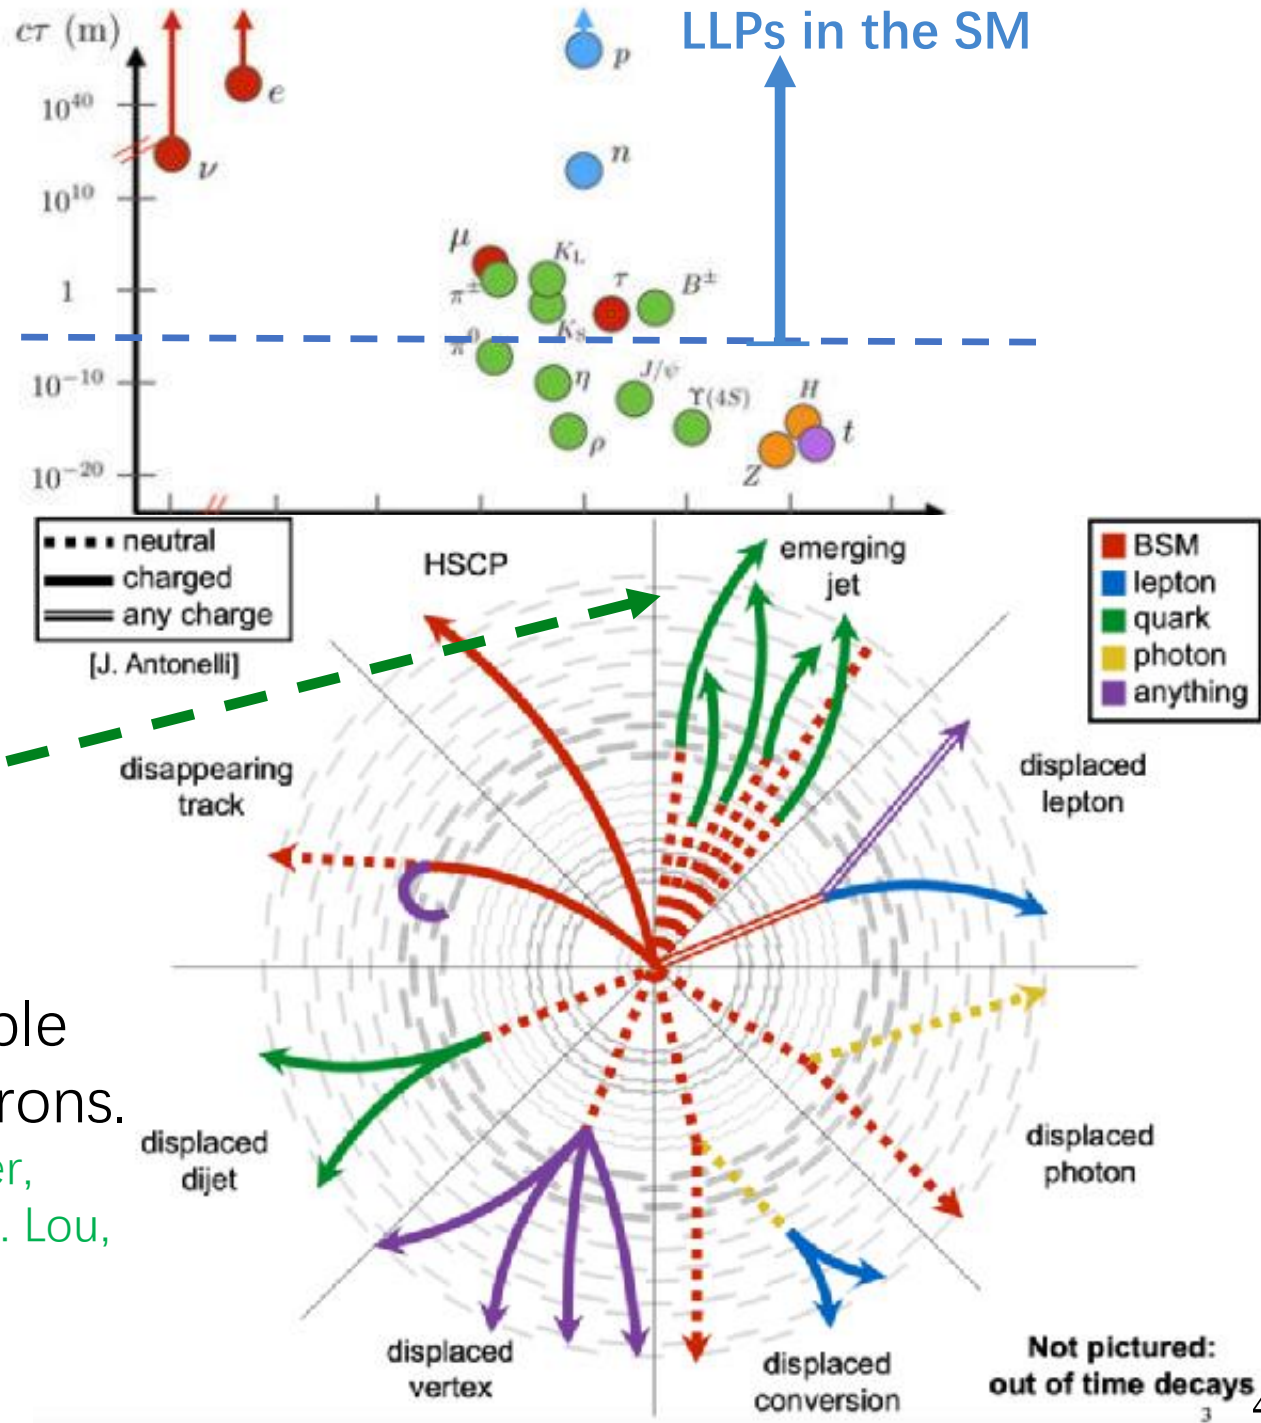 cτ (m)
LLPs in the SM
p
e
10⁴⁰
n
ν
10¹⁰
μ
K_L
τ
B^±
π^±
1
K_S
π⁰
J/ψ
η
10⁻¹⁰
Υ(4S)
H
t
ρ
Z
10⁻²⁰
neutral
charged
any charge
[J. Antonelli]
HSCP
emerging
jet
BSM
lepton
quark
photon
anything
disappearing
track
displaced
lepton
ble
rons.
er,
. Lou,
displaced
dijet
displaced
photon
displaced
vertex
displaced
conversion
Not pictured:
out of time decays
3
4